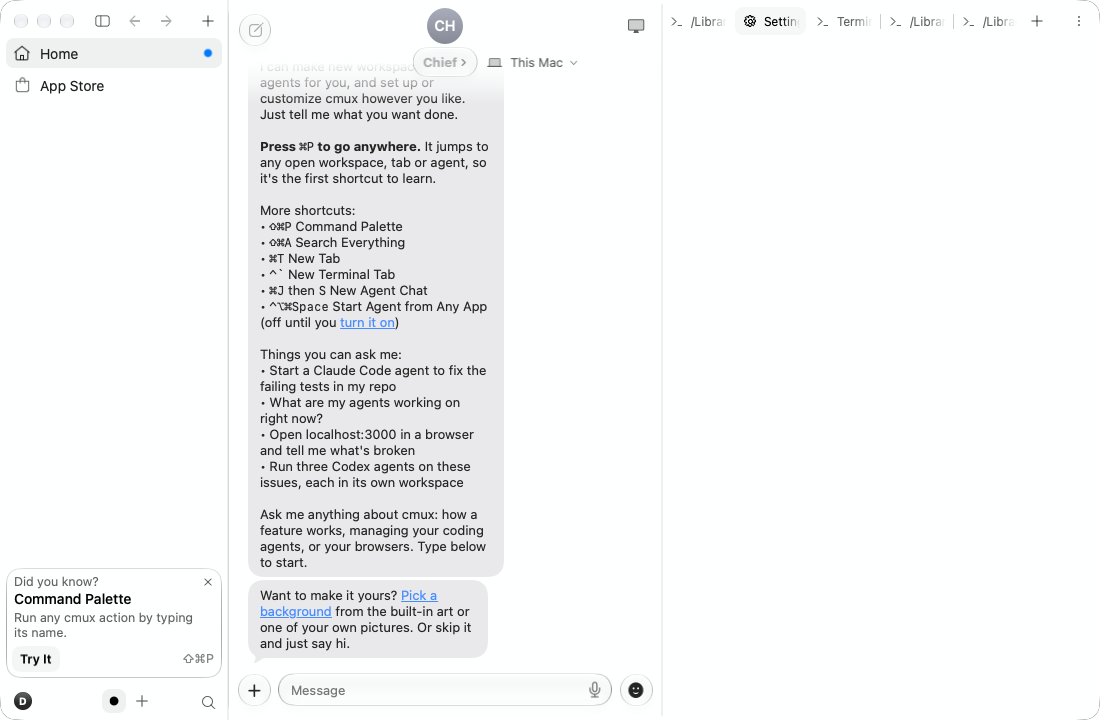 /Librar
Settin
Termin
/Librar
/Libra
CH
Home
Chief ›
This Mac
App Store
I can make new workspac
agents for you, and set up or
customize cmux however you like.
Just tell me what you want done.
Press ⌘P to go anywhere. It jumps to
any open workspace, tab or agent, so
it's the first shortcut to learn.
More shortcuts:
• ⇧⌘P Command Palette
• ⇧⌘A Search Everything
• ⌘T New Tab
• ^` New Terminal Tab
• ⌘J then S New Agent Chat
• ^⌥⌘Space Start Agent from Any App
(off until you turn it on)
Things you can ask me:
• Start a Claude Code agent to fix the
failing tests in my repo
• What are my agents working on
right now?
• Open localhost:3000 in a browser
and tell me what's broken
• Run three Codex agents on these
issues, each in its own workspace
Ask me anything about cmux: how a
feature works, managing your coding
agents, or your browsers. Type below
to start.
Want to make it yours? Pick a
background from the built-in art or
one of your own pictures. Or skip it
and just say hi.
Did you know?
Command Palette
Run any cmux action by typing
its name.
Try It
⇧⌘P
D
Message